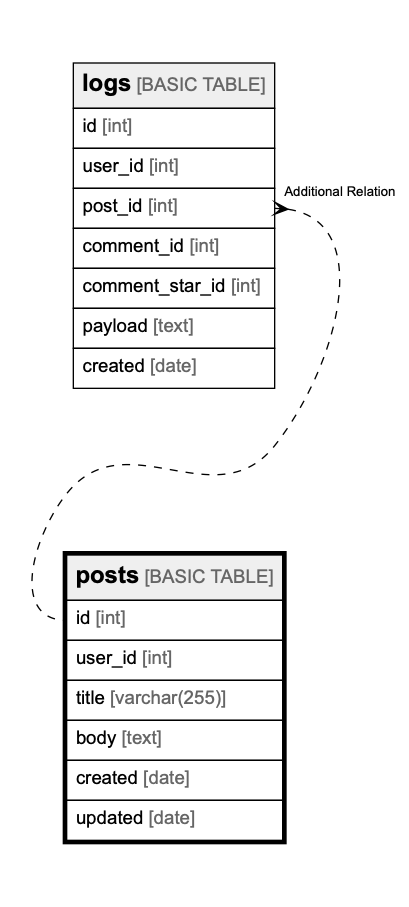 logs [BASIC TABLE]
id [int]
user_id [int]
post_id [int]
Additional Relation
comment_id [int]
comment_star_id [int]
payload [text]
created [date]
posts [BASIC TABLE]
id [int]
user_id [int]
title [varchar(255)]
body [text]
created [date]
updated [date]